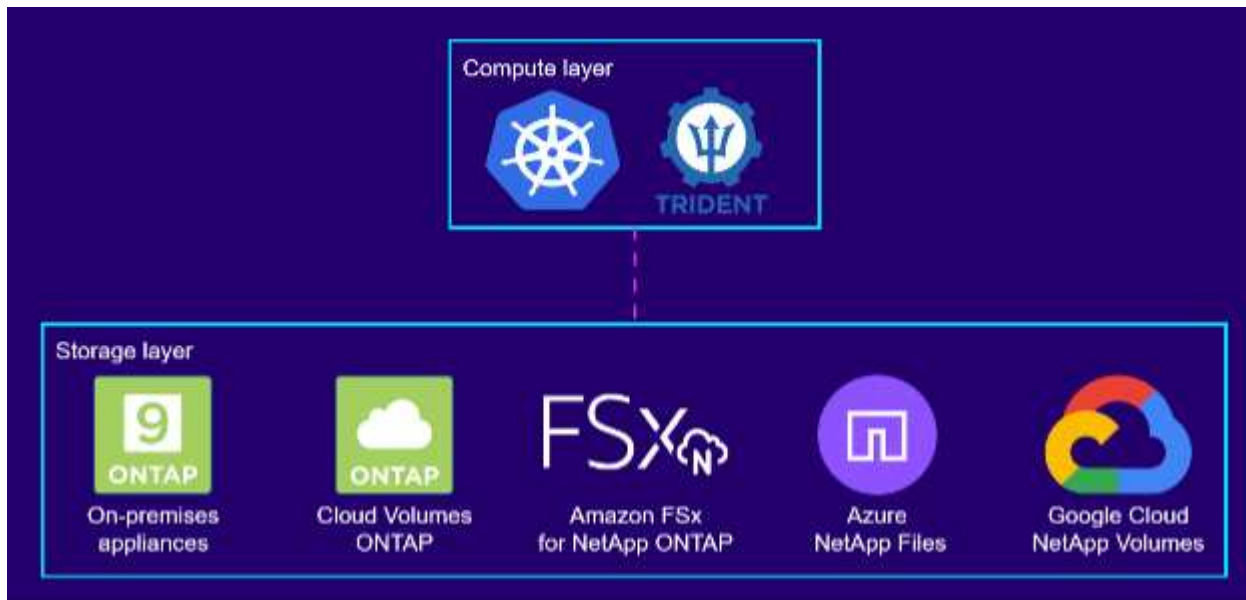 Compute layer
TRIDENT
Storage layer
9
ONTAP
On-premises
appliances
ONTAP
Cloud Volumes
ONTAP
FSx
N
Amazon FSx
for NetApp ONTAP
Azure
NetApp Files
Google Cloud
NetApp Volumes